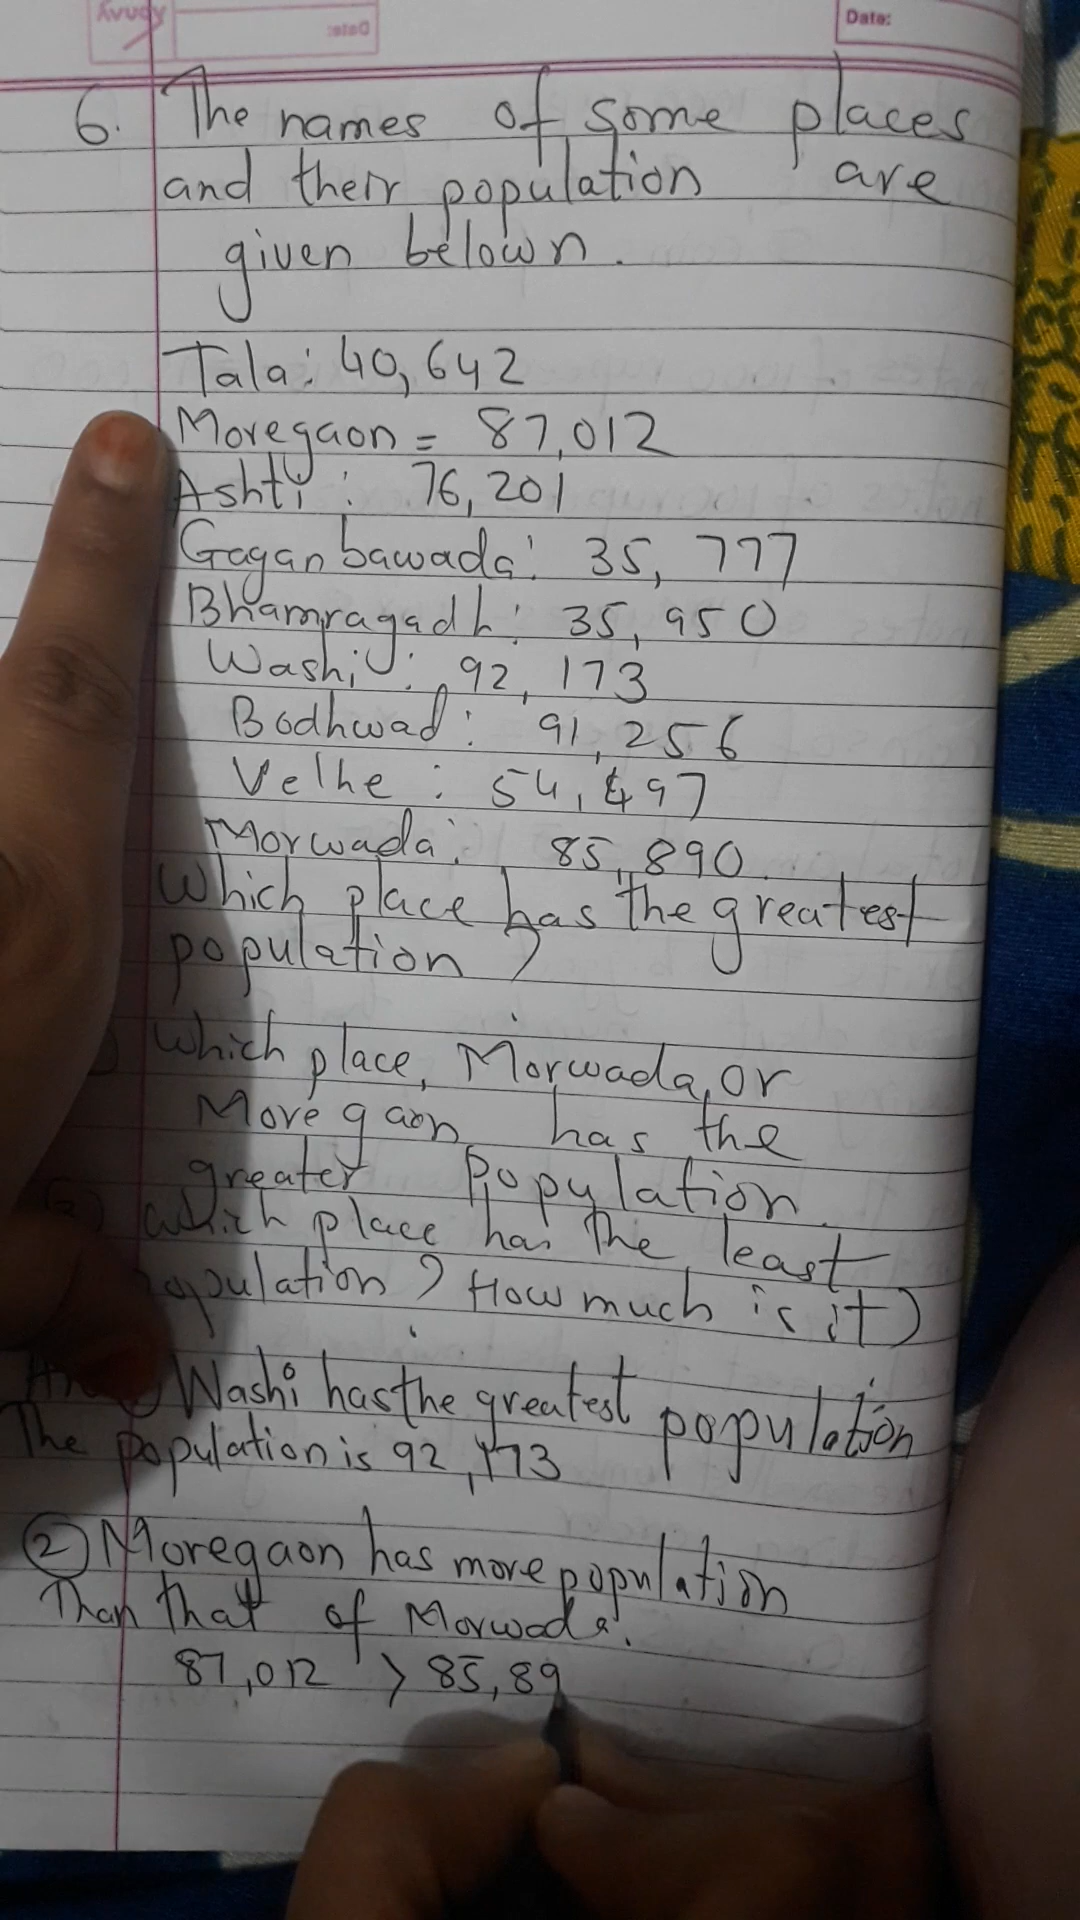 Date:
6. The names of some places
and their population are
given belown.
Tala: 40,642
Moregaon = 87,012
Ashti : 76,201
Gaganbawada: 35,777
Bhamragadh: 35,950
Washi : 92,173
Bodhwad: 91,256
Velhe : 54,497
Morwada: 85,890
Which place has the greatest
population?
Which place, Morwada, or
Moregaon has the
greater Population.
Which place has the least
population? How much is it?
Washi has the greatest population
The population is 92,173
② Moregaon has more population
Than that of Morwada.
87,012 > 85,89